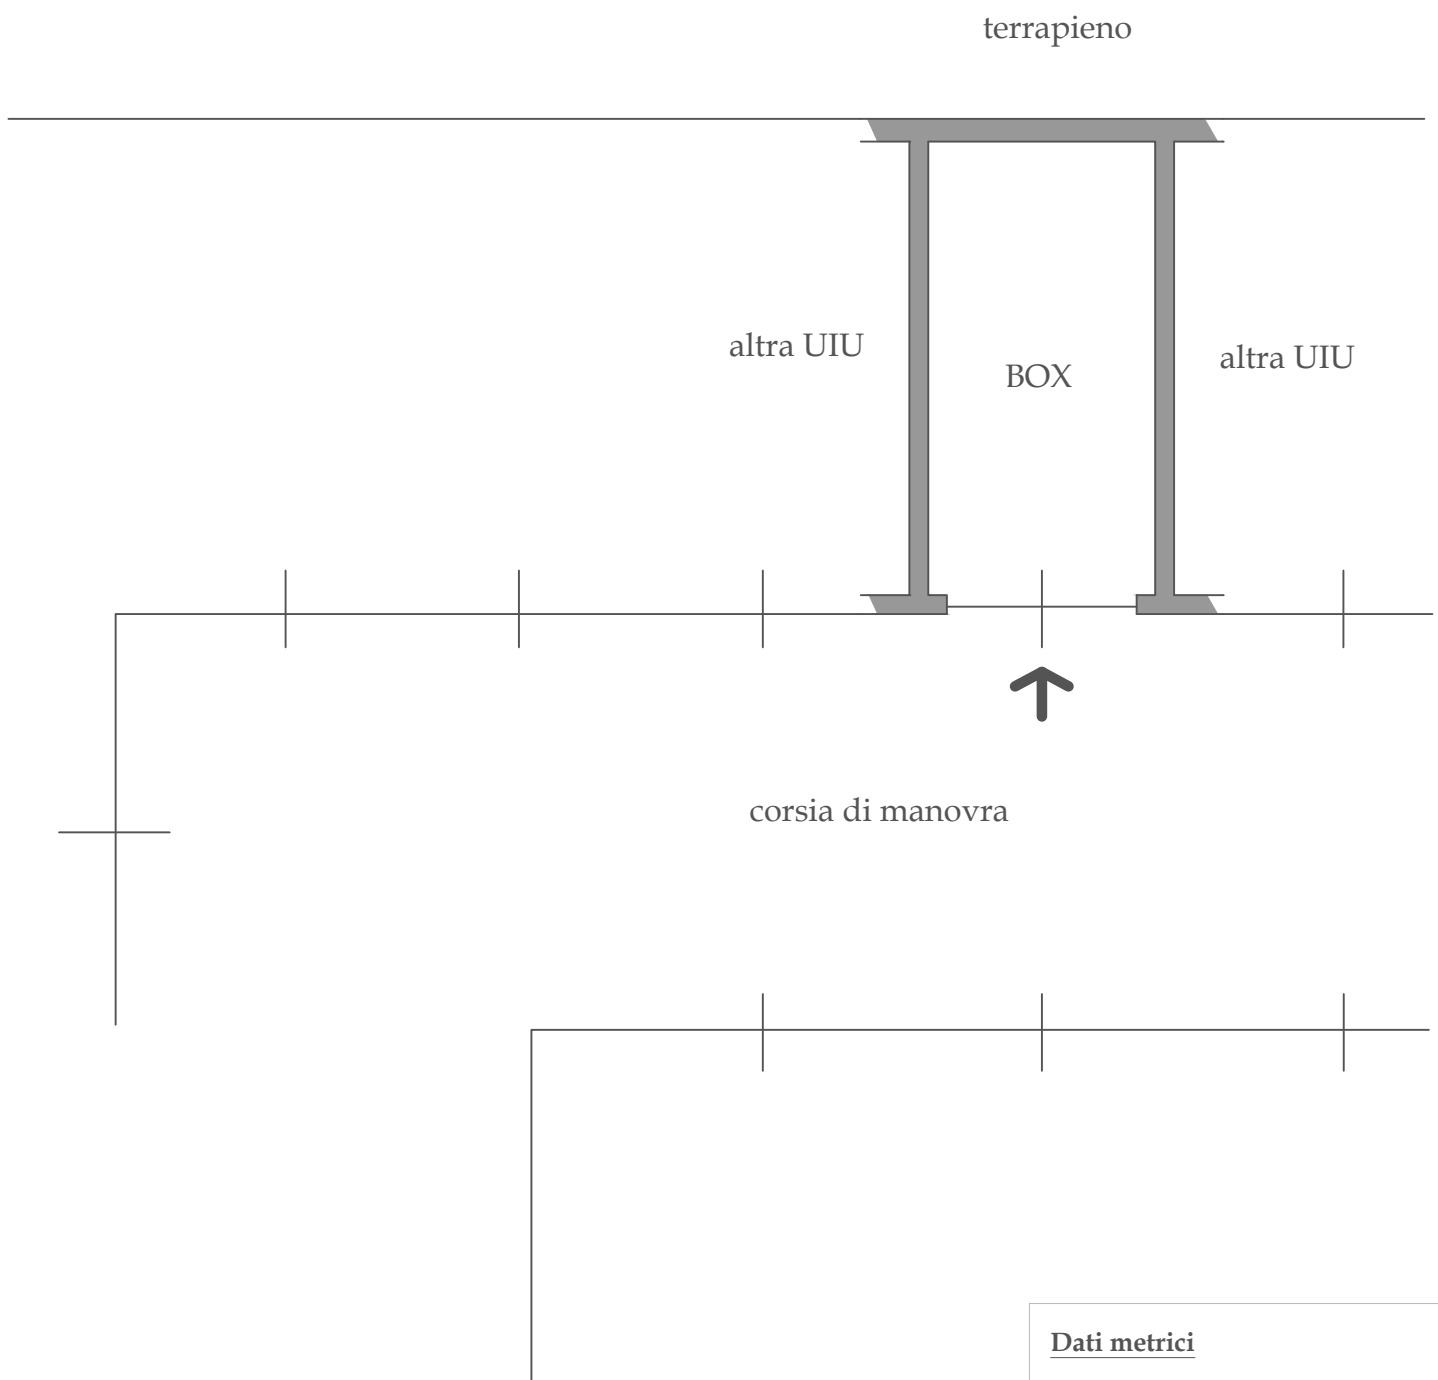 terrapieno
altra UIU
altra UIU
BOX
corsia di manovra
Dati metrici